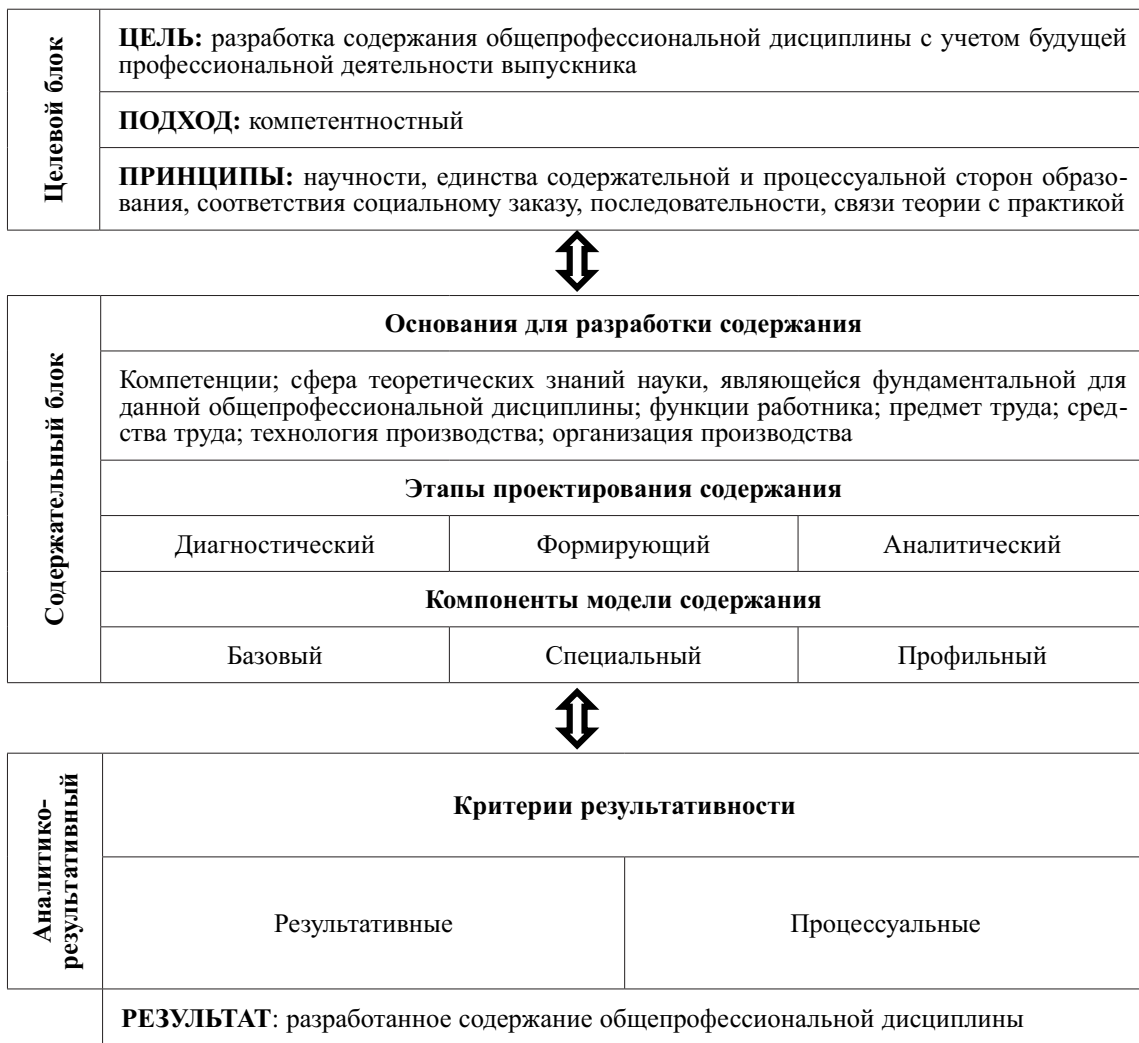 Целевой блок
ЦЕЛЬ: разработка содержания общепрофессиональной дисциплины с учетом будущей
профессиональной деятельности выпускника
ПОДХОД: компетентностный
ПРИНЦИПЫ: научности, единства содержательной и процессуальной сторон образо-
вания, соответствия социальному заказу, последовательности, связи теории с практикой
Содержательный блок
Основания для разработки содержания
Компетенции; сфера теоретических знаний науки, являющейся фундаментальной для
данной общепрофессиональной дисциплины; функции работника; предмет труда; сред-
ства труда; технология производства; организация производства
Этапы проектирования содержания
Диагностический Формирующий Аналитический
Компоненты модели содержания
Базовый Специальный Профильный
Аналитико-
результативный
Критерии результативности
Результативные Процессуальные
РЕЗУЛЬТАТ: разработанное содержание общепрофессиональной дисциплины